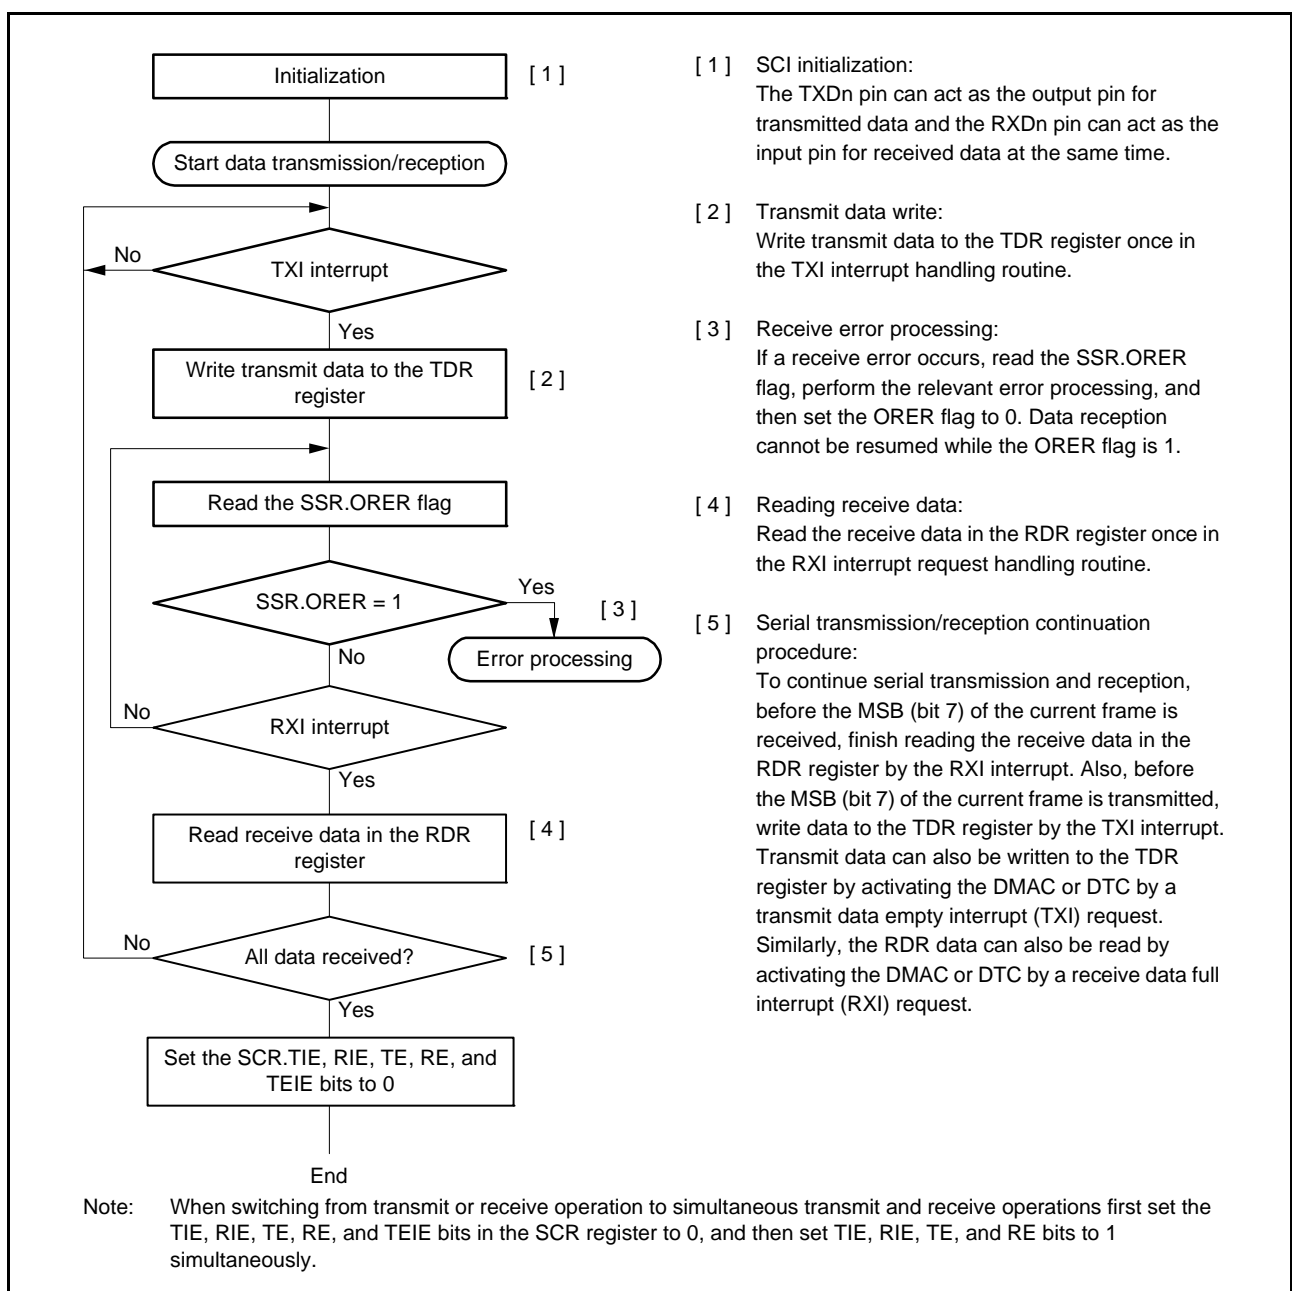 Initialization
[ 1 ]
Start data transmission/reception
No
TXI interrupt
Yes
Write transmit data to the TDR
register
[ 2 ]
Read the SSR.ORER flag
SSR.ORER = 1
Yes
[ 3 ]
Error processing
No
No
RXI interrupt
Yes
Read receive data in the RDR
register
[ 4 ]
No
All data received?
[ 5 ]
Yes
Set the SCR.TIE, RIE, TE, RE, and
TEIE bits to 0
End
[ 1 ] SCI initialization:
The TXDn pin can act as the output pin for
transmitted data and the RXDn pin can act as the
input pin for received data at the same time.
[ 2 ] Transmit data write:
Write transmit data to the TDR register once in
the TXI interrupt handling routine.
[ 3 ] Receive error processing:
If a receive error occurs, read the SSR.ORER
flag, perform the relevant error processing, and
then set the ORER flag to 0. Data reception
cannot be resumed while the ORER flag is 1.
[ 4 ] Reading receive data:
Read the receive data in the RDR register once in
the RXI interrupt request handling routine.
[ 5 ] Serial transmission/reception continuation
procedure:
To continue serial transmission and reception,
before the MSB (bit 7) of the current frame is
received, finish reading the receive data in the
RDR register by the RXI interrupt. Also, before
the MSB (bit 7) of the current frame is transmitted,
write data to the TDR register by the TXI interrupt.
Transmit data can also be written to the TDR
register by activating the DMAC or DTC by a
transmit data empty interrupt (TXI) request.
Similarly, the RDR data can also be read by
activating the DMAC or DTC by a receive data full
interrupt (RXI) request.
Note: When switching from transmit or receive operation to simultaneous transmit and receive operations first set the
TIE, RIE, TE, RE, and TEIE bits in the SCR register to 0, and then set TIE, RIE, TE, and RE bits to 1
simultaneously.